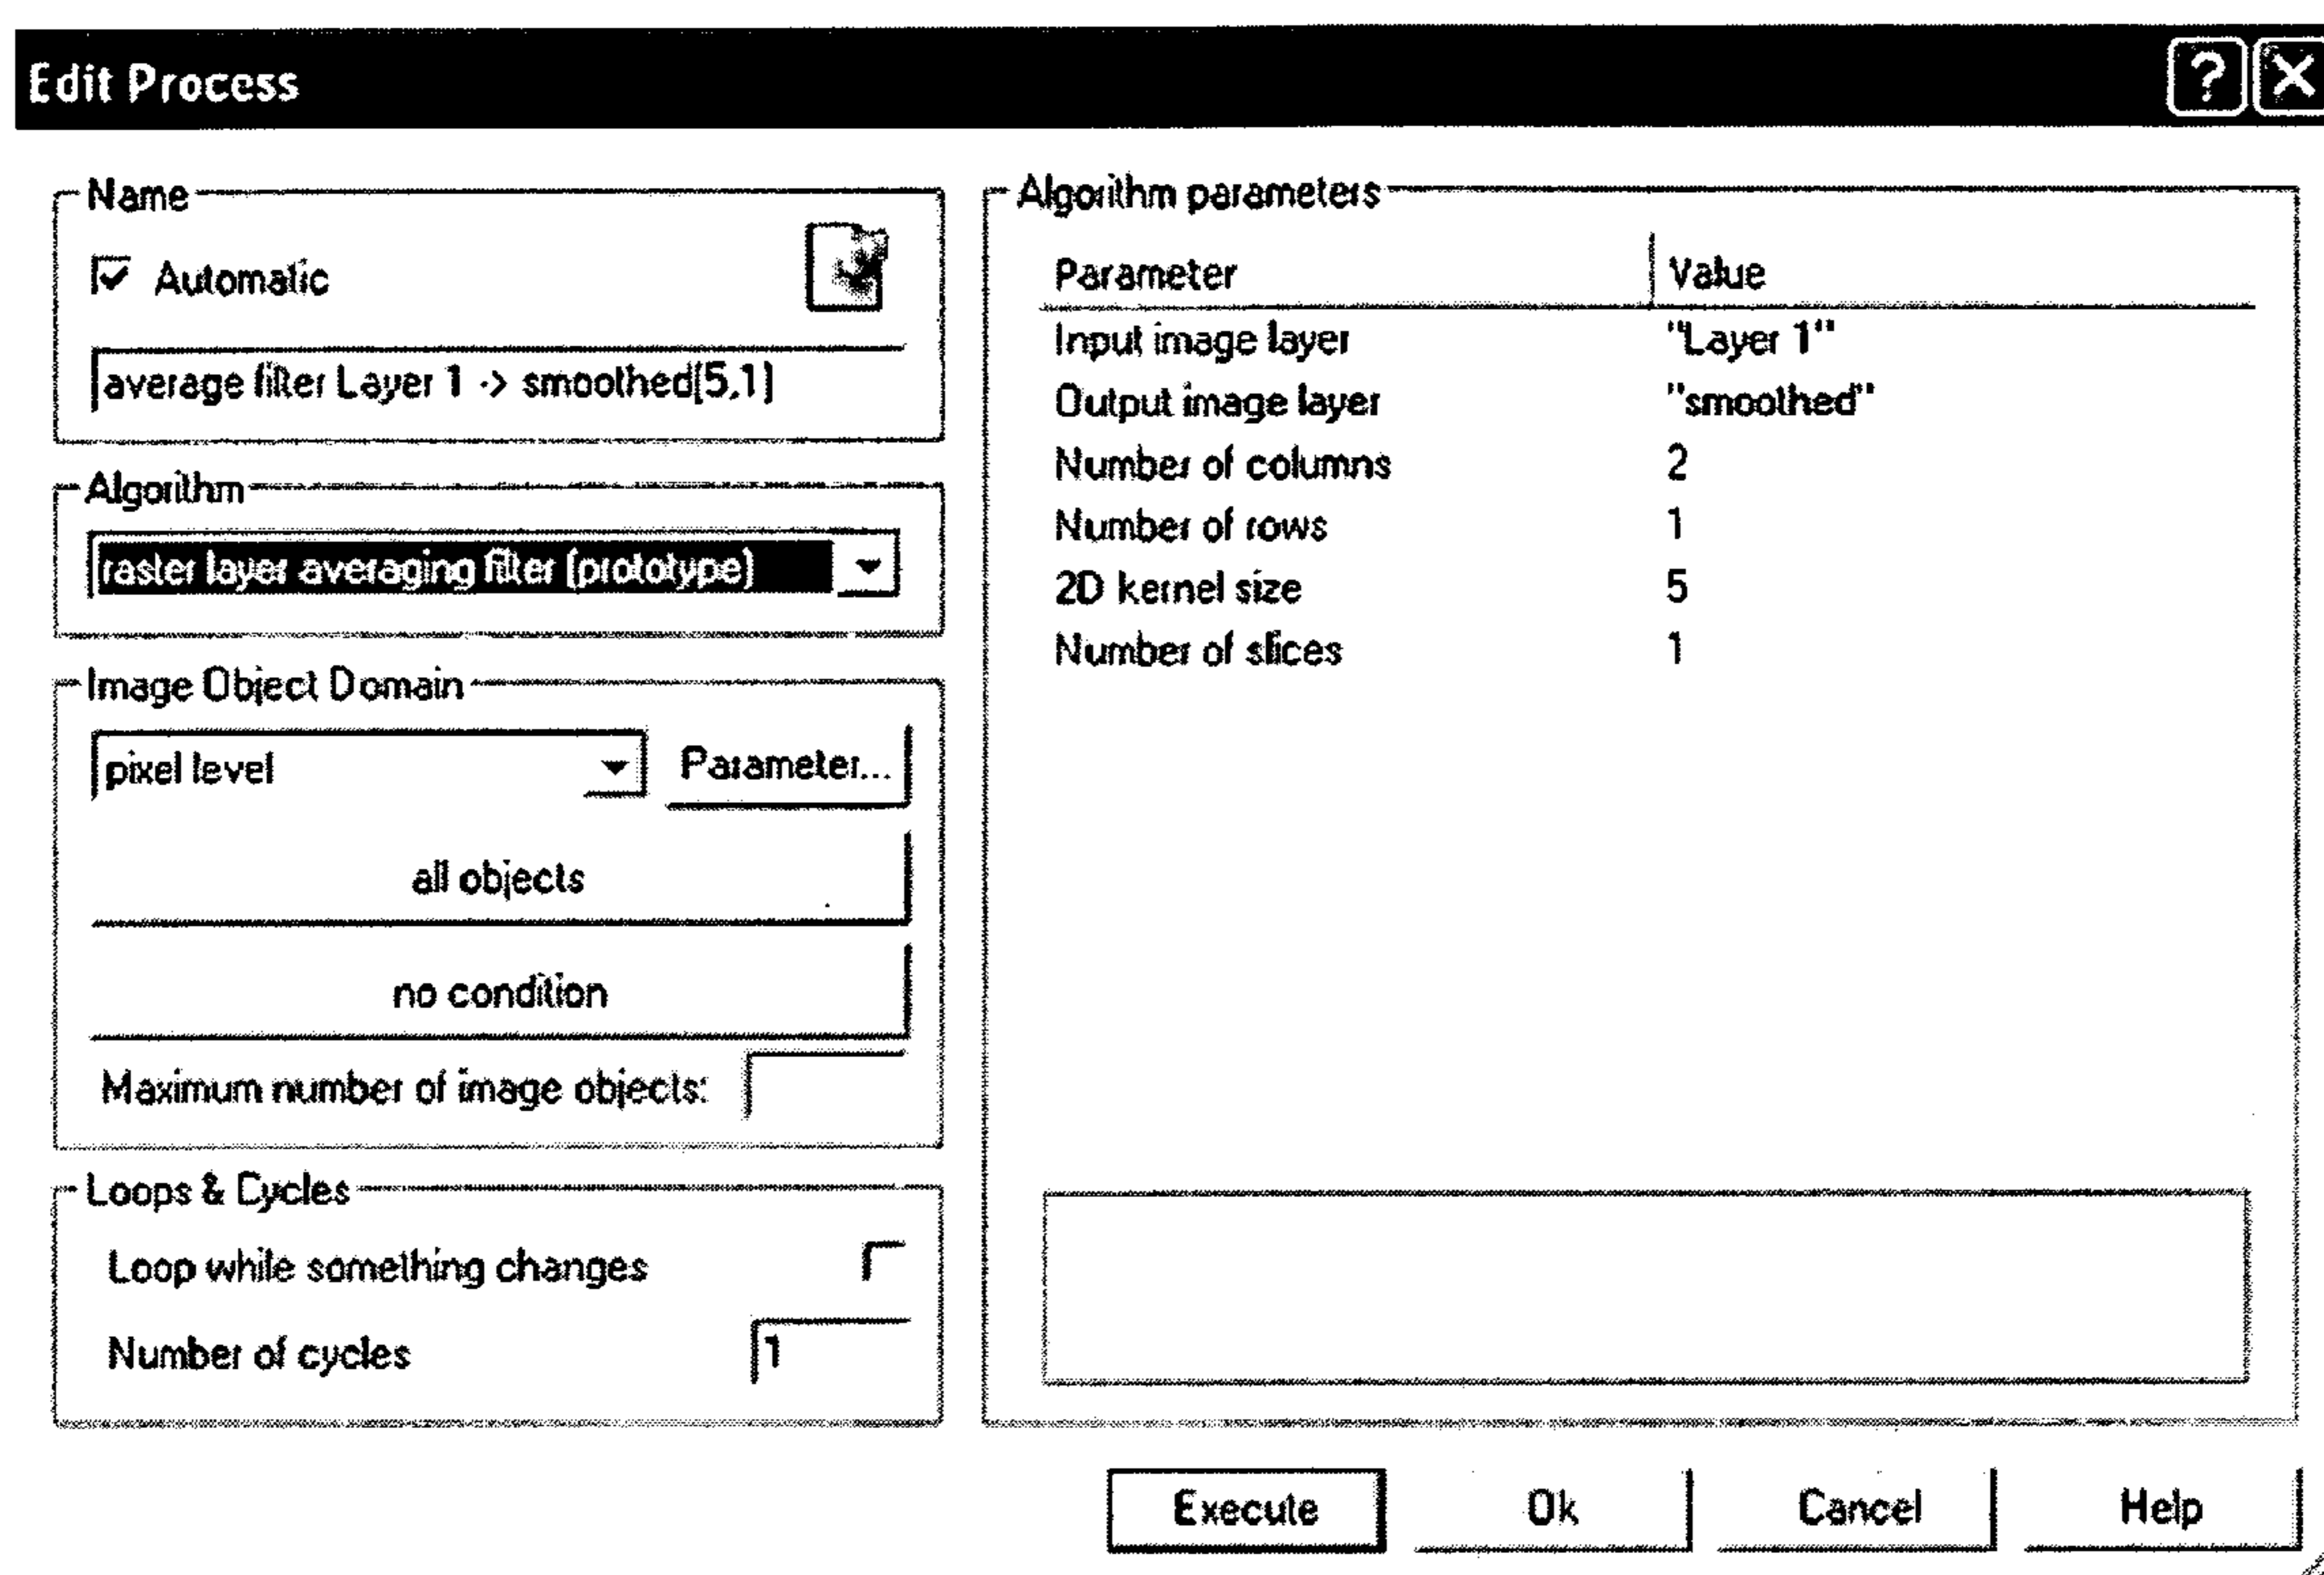 Edit Process
Name
Automatic
average filter Layer 1 -> smoothed[5,1]
Algorithm
raster layer averaging filter (prototype)
Image Object Domain
pixel level
Parameter...
all objects
no condition
Maximum number of image objects:
Loops & Cycles
Loop while something changes
Number of cycles 1
Algorithm parameters
Parameter Value
Input image layer "Layer 1"
Output image layer "smoothed"
Number of columns 2
Number of rows 1
2D kernel size 5
Number of slices 1
Execute Ok Cancel Help